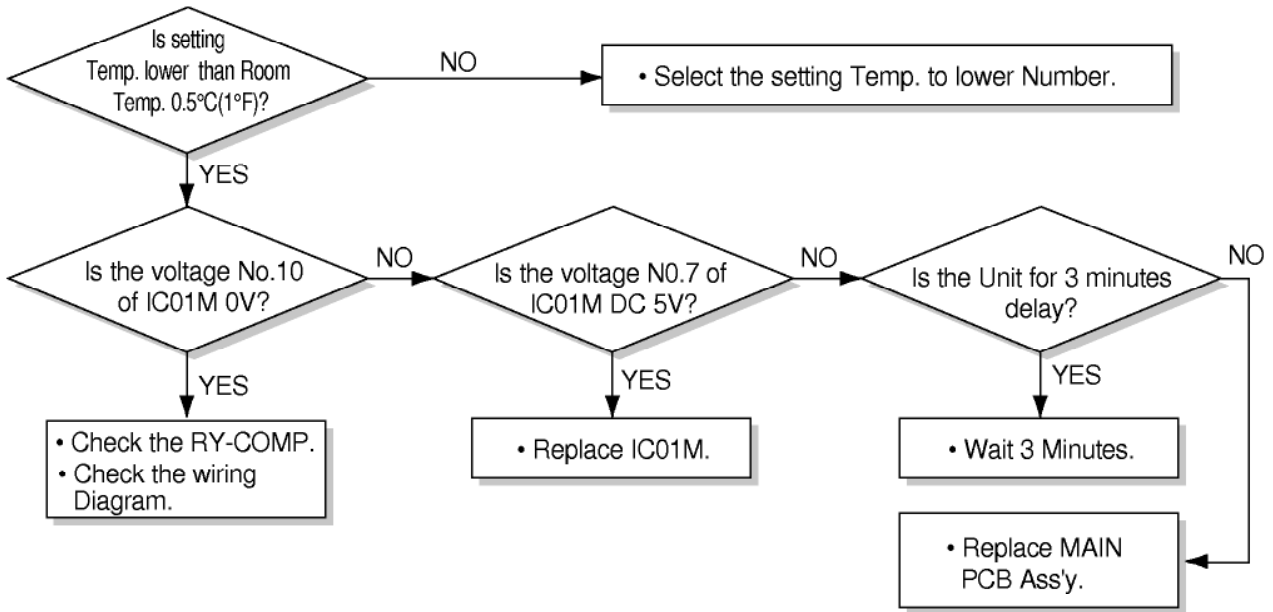 Is setting
Temp. lower than Room
Temp. 0.5°C(1°F)?
NO
• Select the setting Temp. to lower Number.
YES
Is the voltage No.10
of IC01M 0V?
NO
Is the voltage N0.7 of
IC01M DC 5V?
NO
Is the Unit for 3 minutes
delay?
NO
YES
• Check the RY-COMP.
• Check the wiring
Diagram.
YES
• Replace IC01M.
YES
• Wait 3 Minutes.
• Replace MAIN
PCB Ass'y.